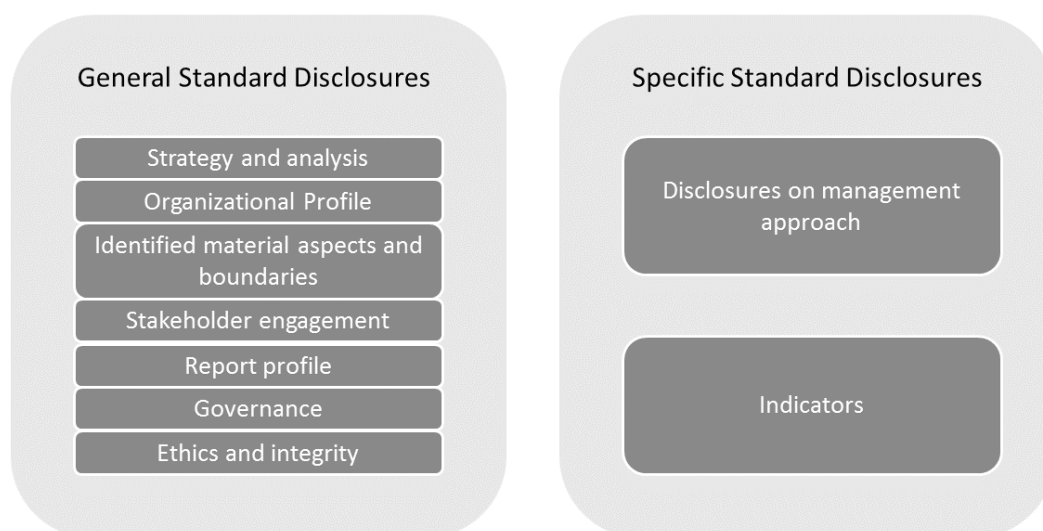 General Standard Disclosures
Strategy and analysis
Organizational Profile
Identified material aspects and
boundaries
Stakeholder engagement
Report profile
Governance
Ethics and integrity
Specific Standard Disclosures
Disclosures on management
approach
Indicators